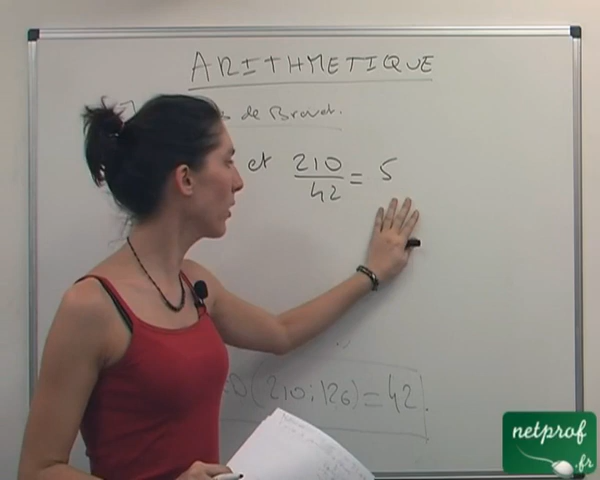 ARITHMETIQUE
de Brevet.
et 210/42 = 5
(210; 126) = 42.
netprof
.fr